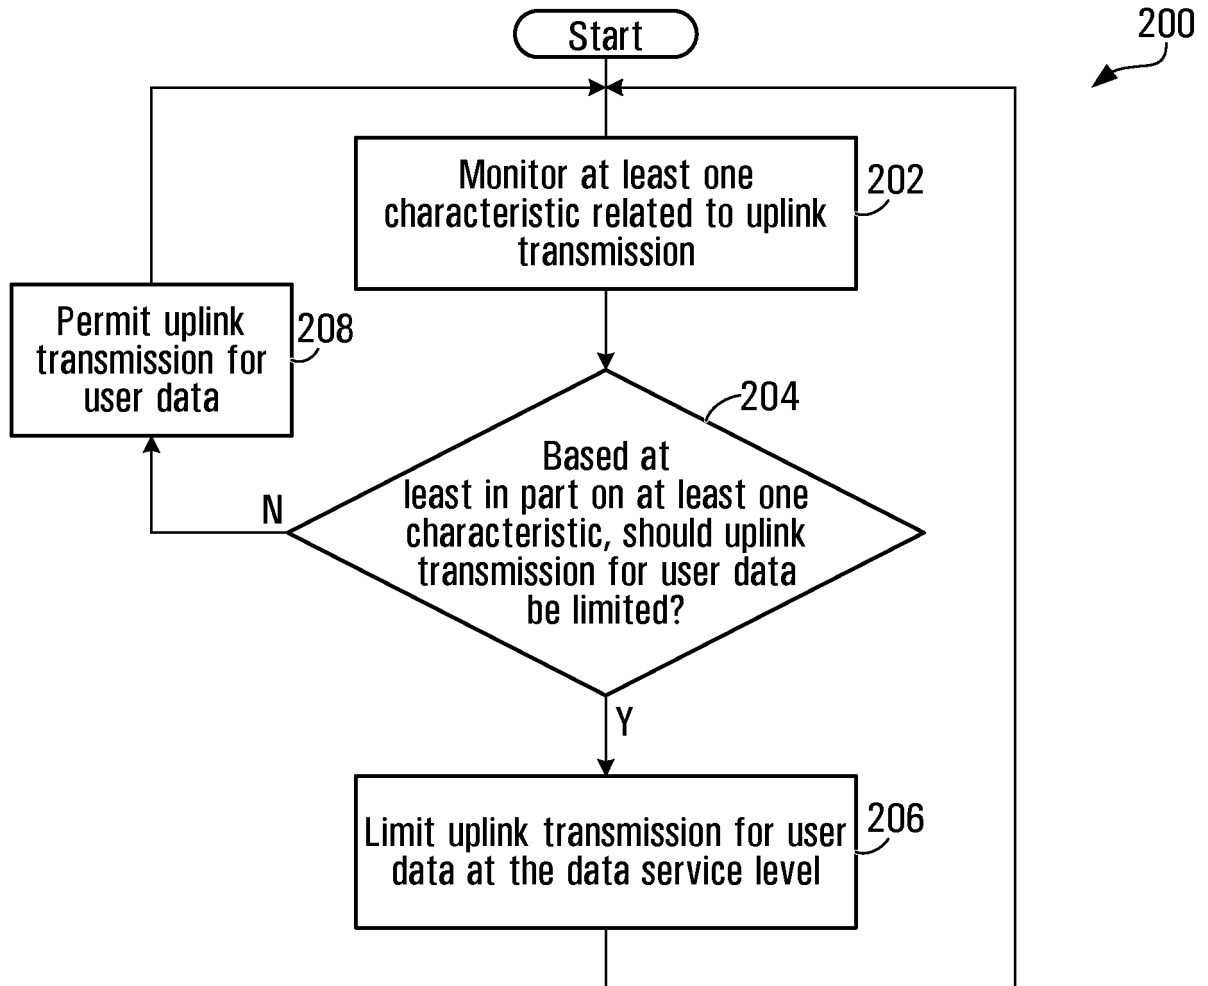 200
Start
Monitor at least one
characteristic related to uplink
transmission
202
Permit uplink
transmission for
user data
208
204
Based at
least in part on at least one
characteristic, should uplink
transmission for user data
be limited?
N
Y
Limit uplink transmission for user
data at the data service level
206